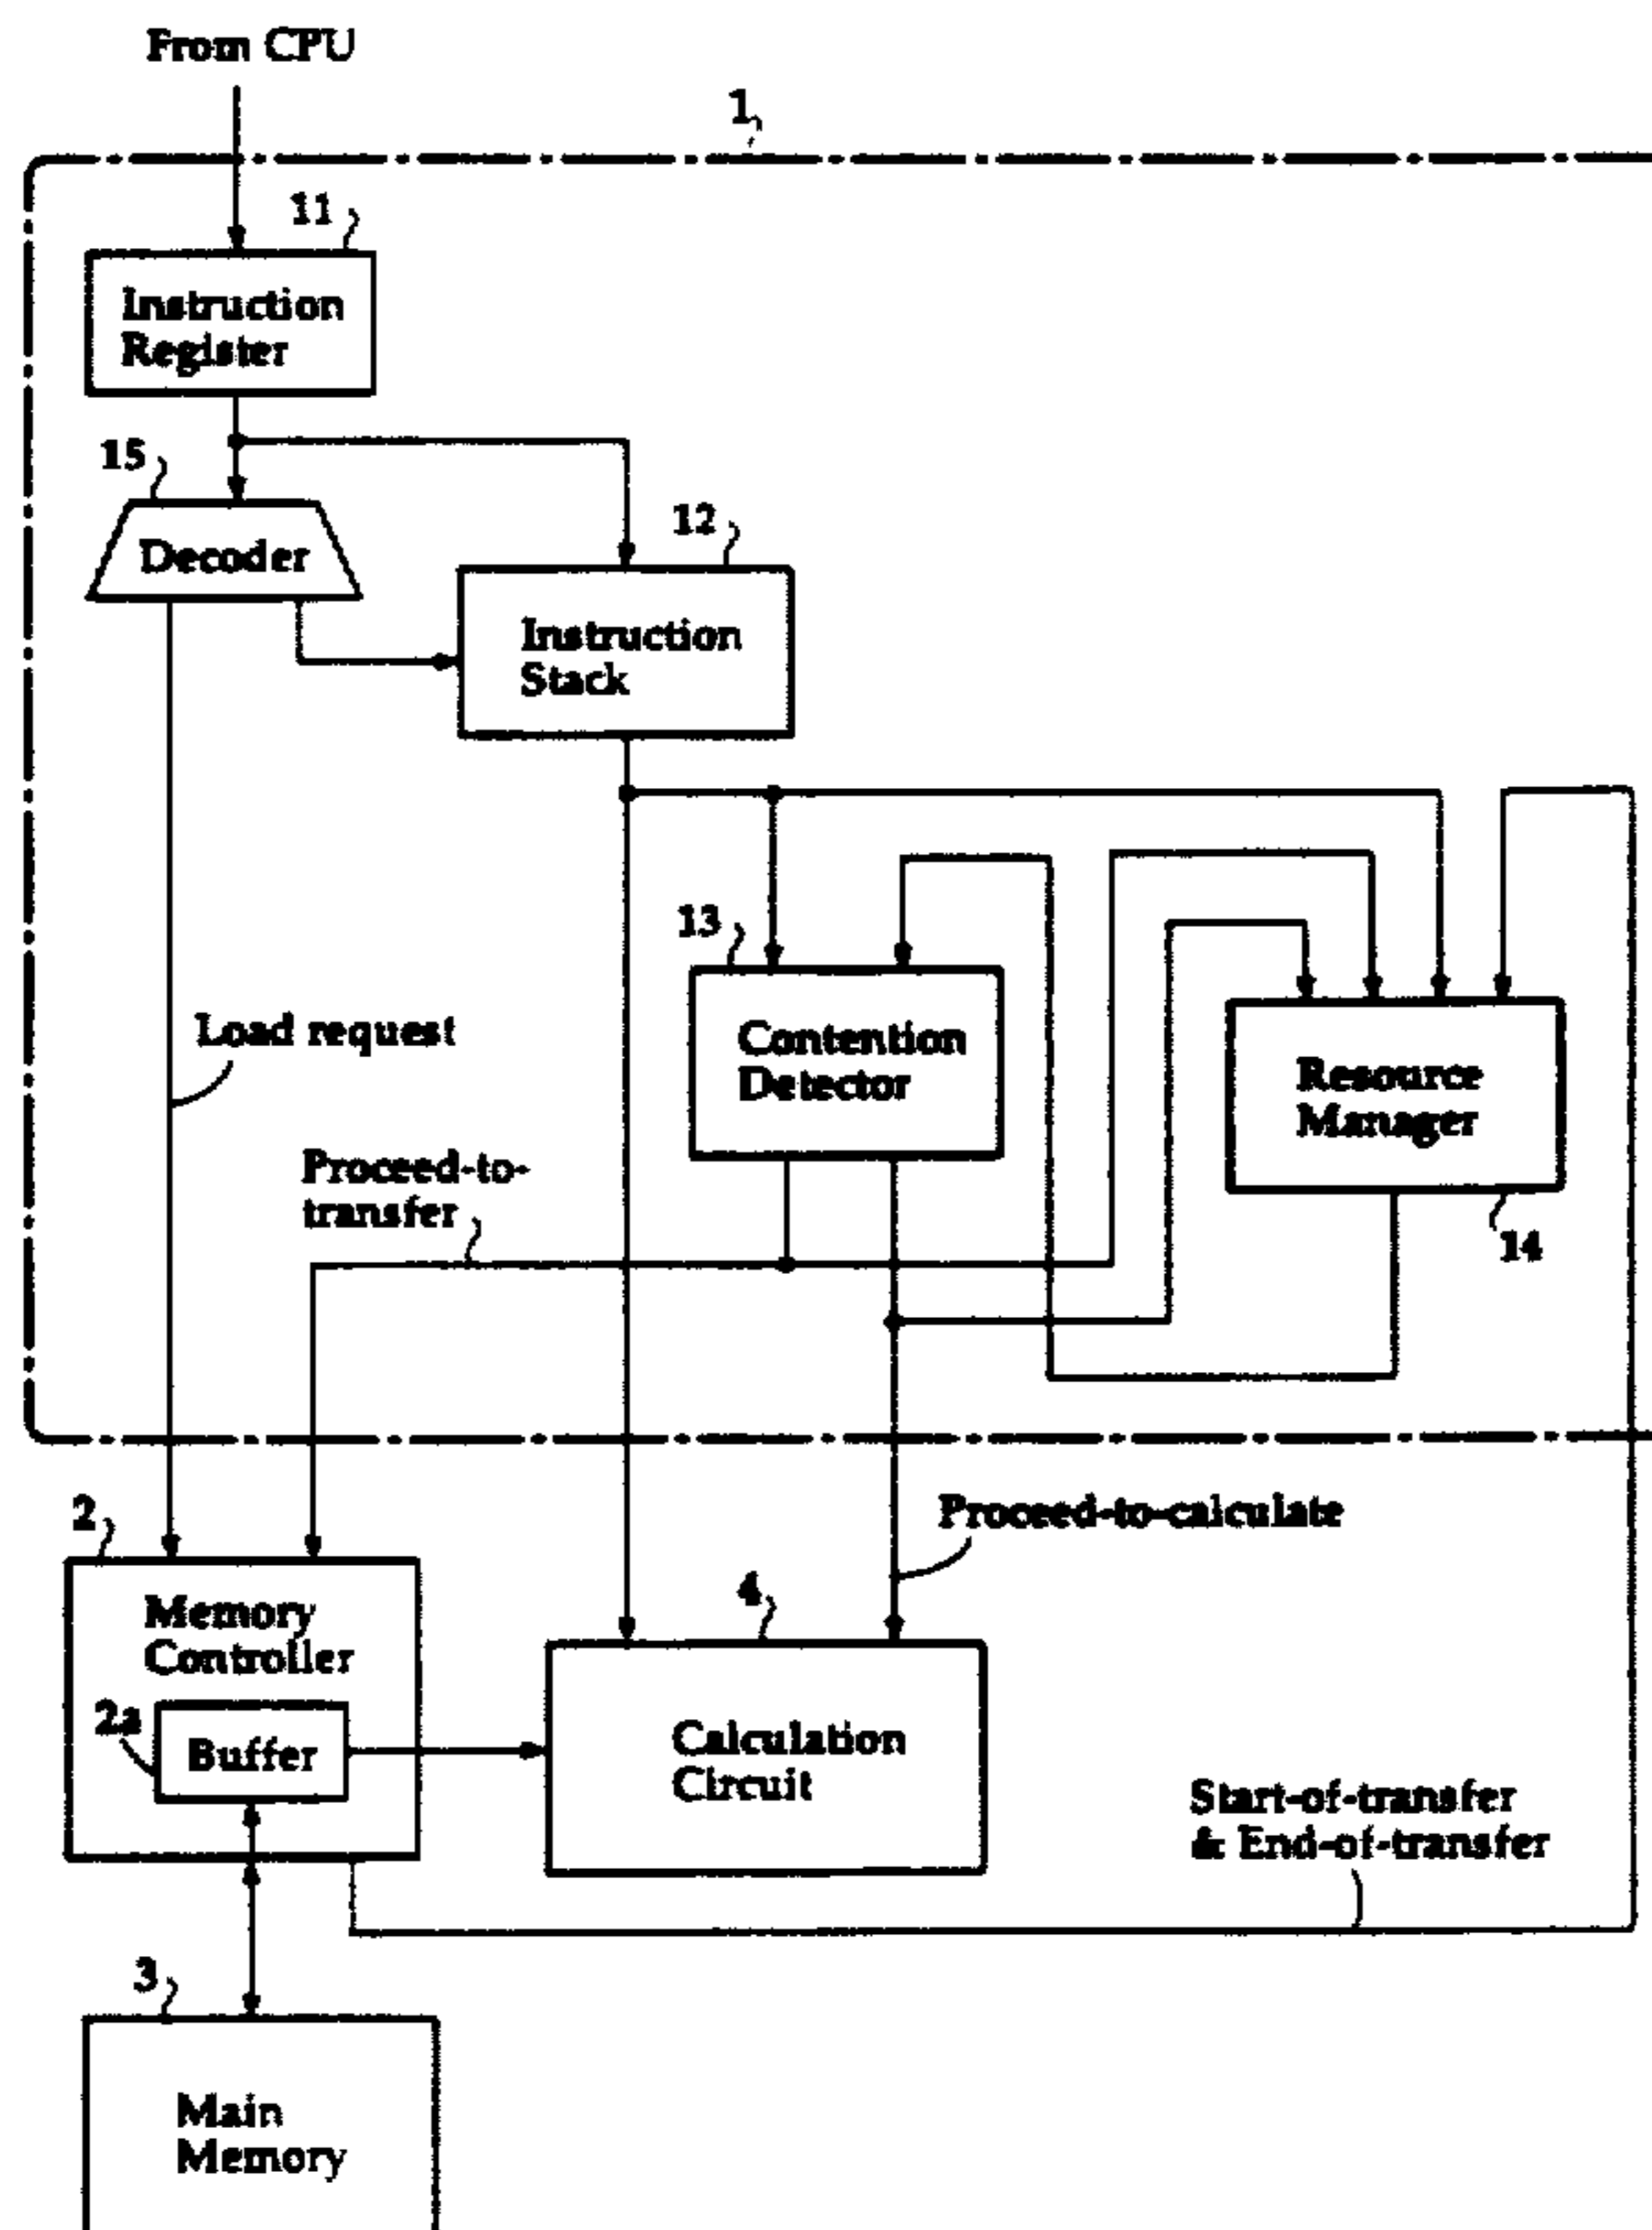 From CPU
1
11
Instruction
Register
15
Decoder
12
Instruction
Stack
13
Contention
Detector
Load request
Resource
Manager
Proceed-to-
transfer
14
2
Proceed-to-calculate
Memory
Controller
4
2a
Buffer
Calculation
Circuit
Start-of-transfer
& End-of-transfer
3
Main
Memory